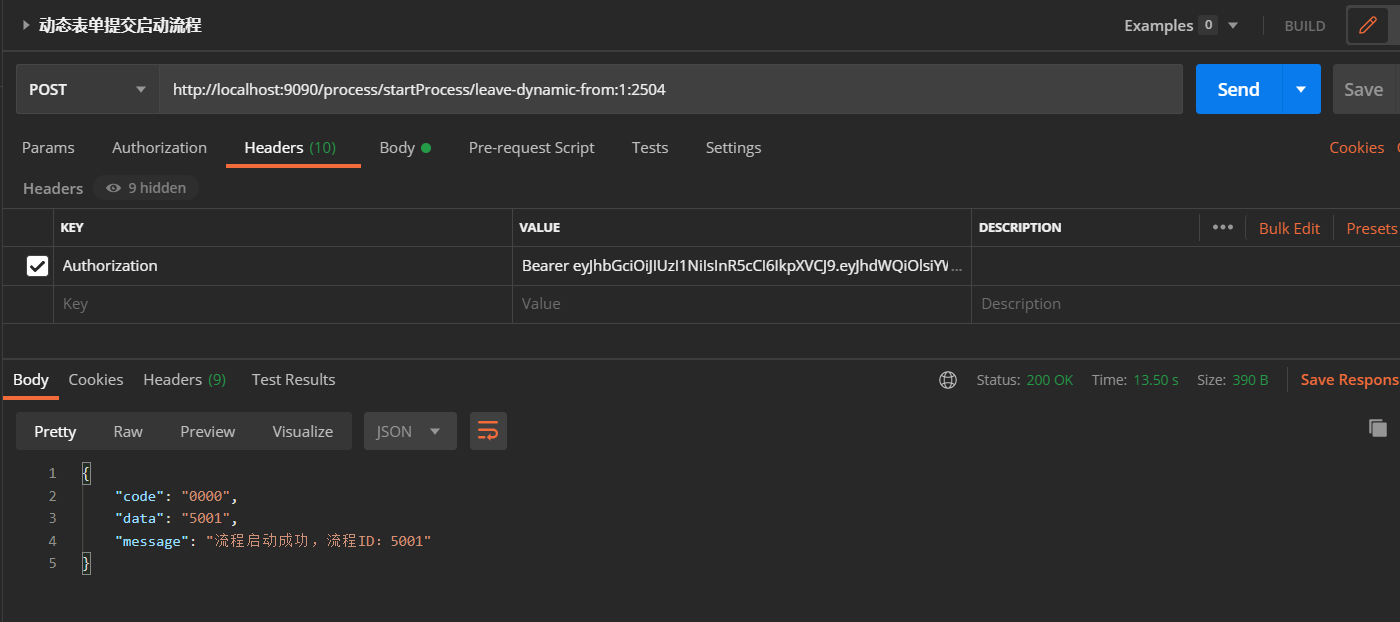 动态表单提交启动流程
Examples 0 BUILD
POST http://localhost:9090/process/startProcess/leave-dynamic-from:1:2504 Send Save
Params Authorization Headers (10) Body Pre-request Script Tests Settings Cookies
Headers 9 hidden
KEY VALUE DESCRIPTION ••• Bulk Edit Presets
Authorization Bearer eyJhbGciOiJIUzI1NiIsInR5cCI6IkpXVCJ9.eyJhdWQiOlsiYW ...
Key Value Description
Body Cookies Headers (9) Test Results Status: 200 OK Time: 13.50 s Size: 390 B Save Respons
Pretty Raw Preview Visualize JSON
1 {
2 "code": "0000",
3 "data": "5001",
4 "message": "流程启动成功，流程ID：5001"
5 }